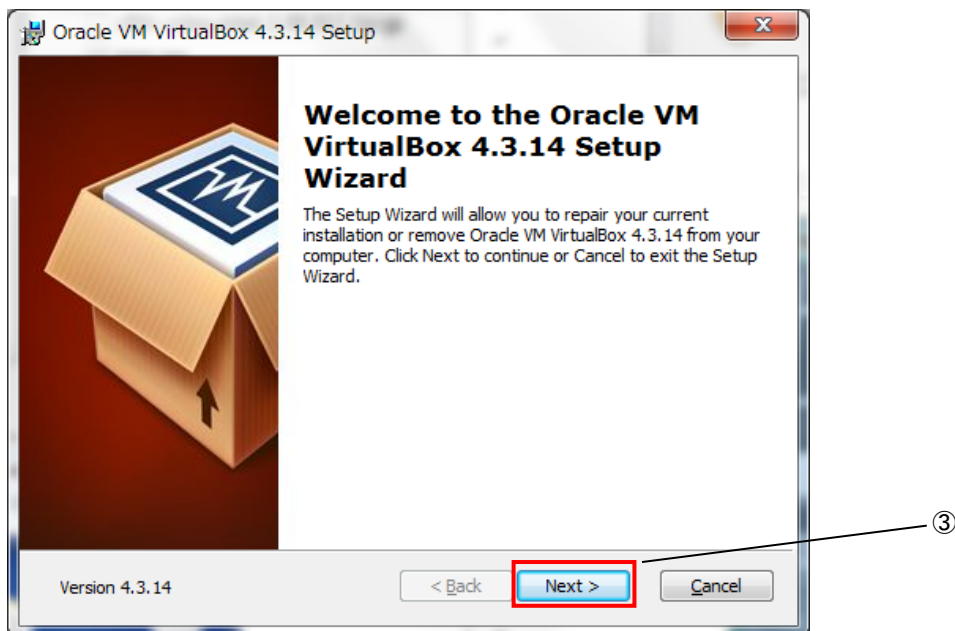 Oracle VM VirtualBox 4.3.14 Setup
Welcome to the Oracle VM
VirtualBox 4.3.14 Setup
Wizard
The Setup Wizard will allow you to repair your current
installation or remove Oracle VM VirtualBox 4.3.14 from your
computer. Click Next to continue or Cancel to exit the Setup
Wizard.
③
Version 4.3.14 < Back Next > Cancel